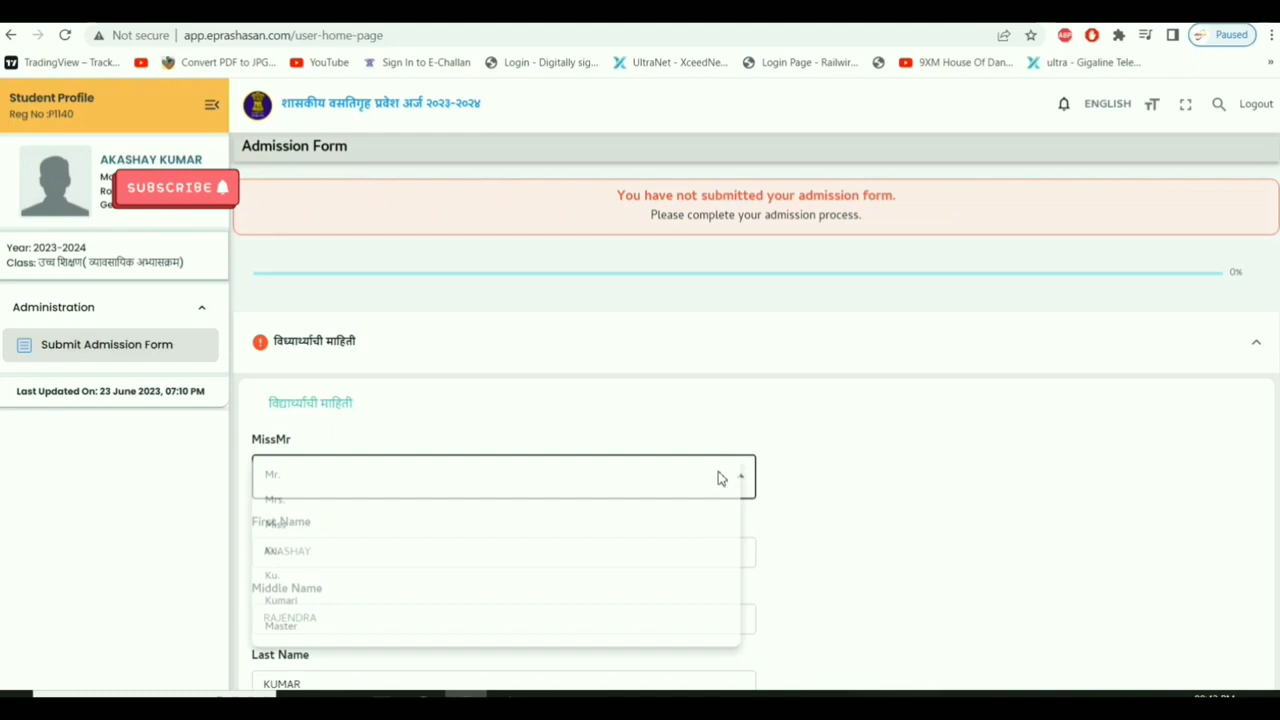 Not secure | app.eprashasan.com/user-home-page
Paused
TradingView – Track... Convert PDF to JPG... YouTube Sign In to E-Challan Login - Digitally sig... UltraNet - XceedNe... Login Page - Railwir... 9XM House Of Dan... ultra - Gigaline Tele... »
Student Profile
Reg No :P1140
शासकीय वसतिगृह प्रवेश अर्ज २०२३-२०२४
ENGLISH
Logout
Admission Form
AKASHAY KUMAR
SUBSCRIBE
You have not submitted your admission form.
Please complete your admission process.
Year: 2023-2024
Class: उच्च शिक्षण( व्यावसायिक अभ्यासक्रम)
0%
Administration
Submit Admission Form
Last Updated On: 23 June 2023, 07:10 PM
विध्यार्थ्याची माहिती
विद्यार्थ्याची माहिती
MissMr
Mr.
Mrs.
First Name
Miss
AKASHAY
Ku.
Middle Name
Kumari
RAJENDRA
Master
Last Name
KUMAR